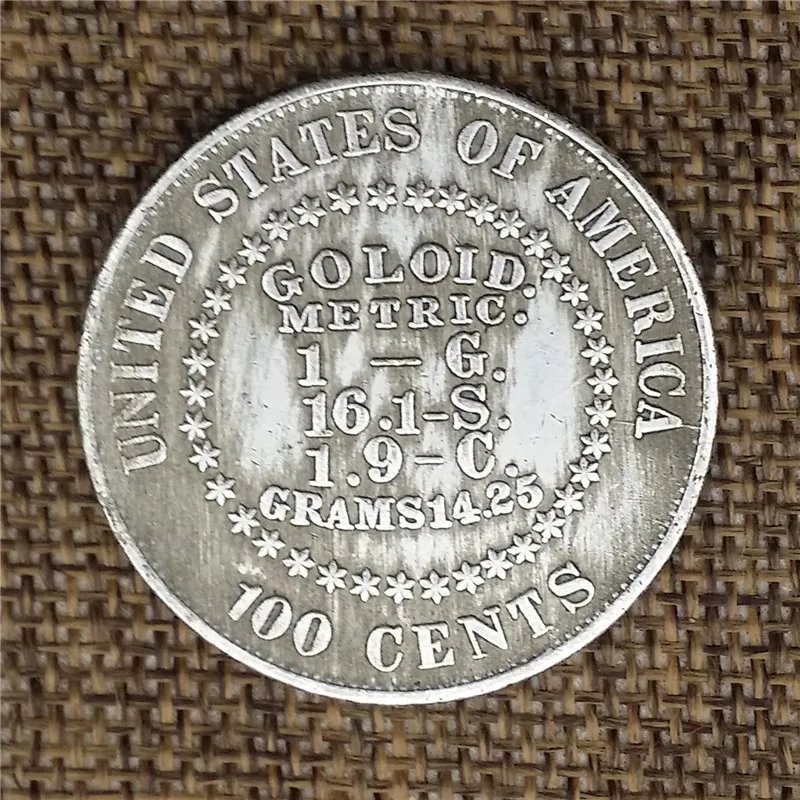 UNITED STATES OF AMERICA
GOLOID.
METRIC.
1 – G.
16.1–S.
1.9–C.
GRAMS14.25
100 CENTS